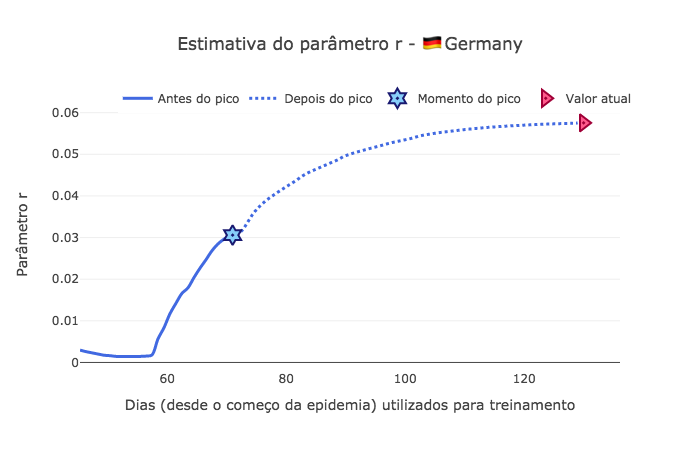 Estimativa do parâmetro r - 🇩🇪Germany
Antes do pico Depois do pico Momento do pico Valor atual
0.06
0.05
0.04
0.03
0.02
0.01
0
Parâmetro r
60 80 100 120
Dias (desde o começo da epidemia) utilizados para treinamento